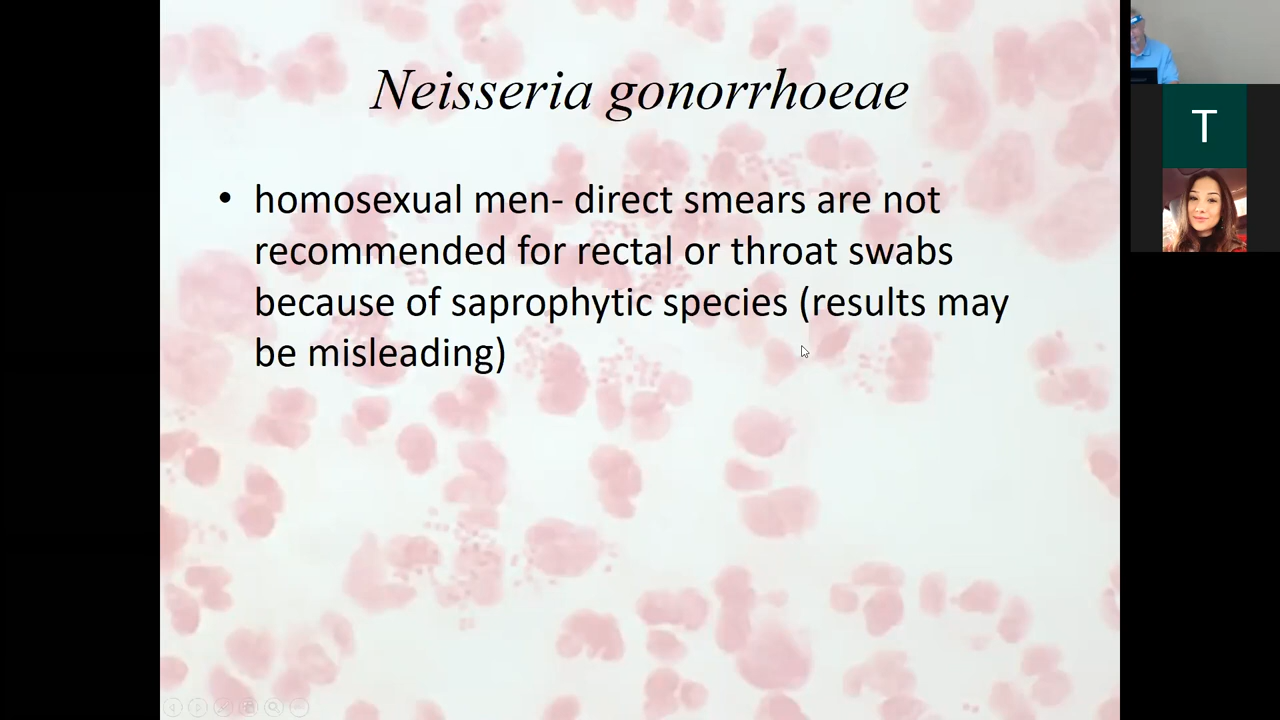 Neisseria gonorrhoeae
• homosexual men- direct smears are not
recommended for rectal or throat swabs
because of saprophytic species (results may
be misleading)
T